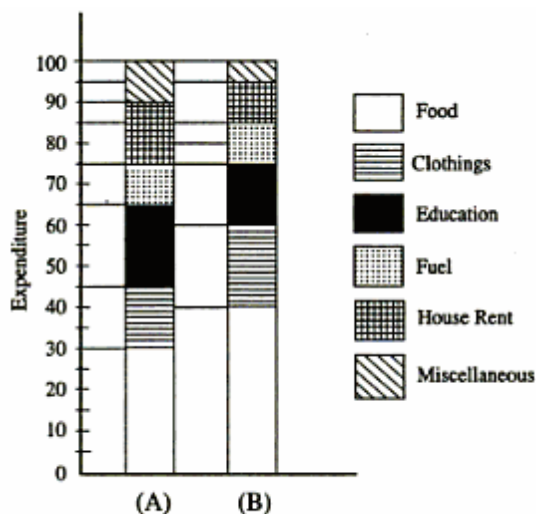 Expenditure
100
90
80
70
60
50
40
30
20
10
0
(A)
(B)
Food
Clothings
Education
Fuel
House Rent
Miscellaneous